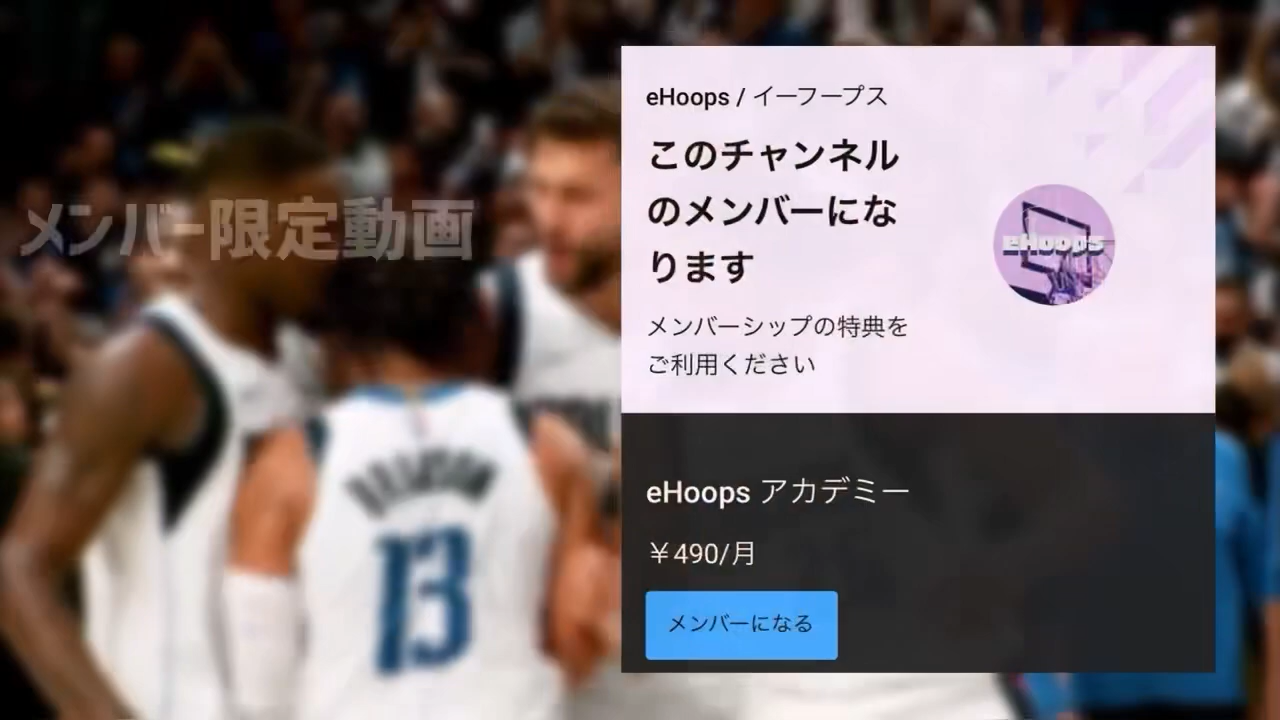 メンバー限定動画
eHoops / イーフープス
このチャンネル
のメンバーにな
ります
メンバーシップの特典を
ご利用ください
eHoops
eHoops アカデミー
￥490/月
メンバーになる
13